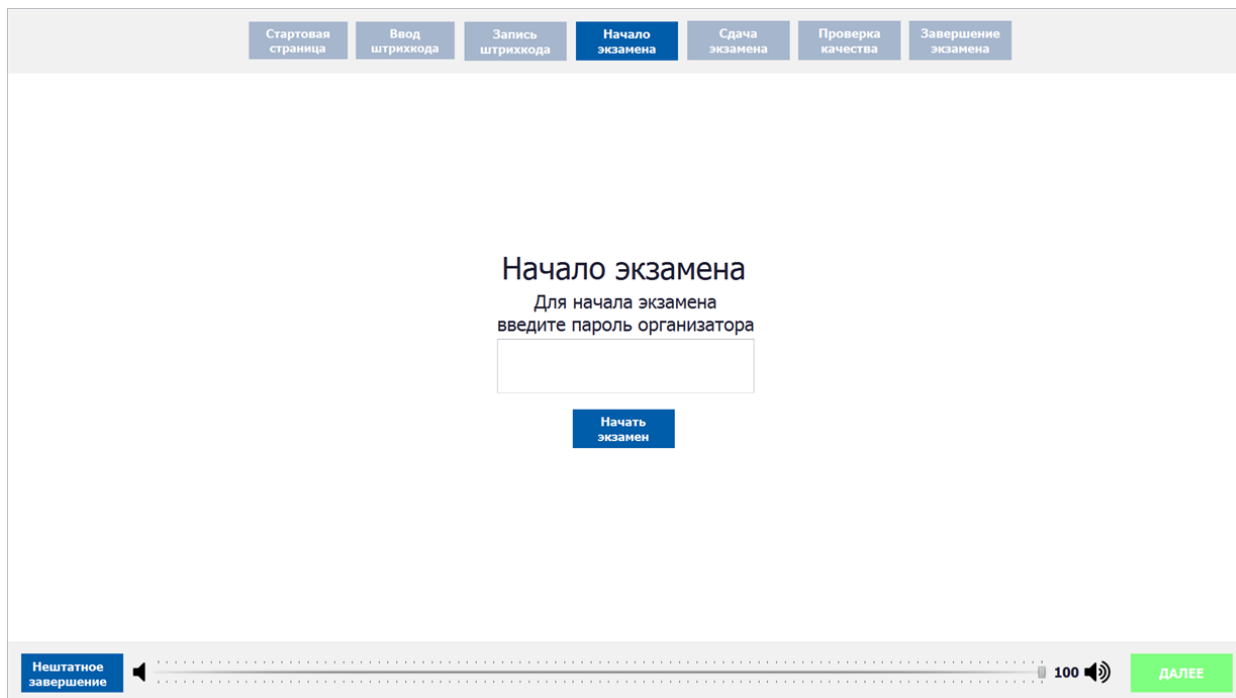 Стартовая
страница
Ввод
штрихкода
Запись
штрихкода
Начало
экзамена
Сдача
экзамена
Проверка
качества
Завершение
экзамена
Начало экзамена
Для начала экзамена
введите пароль организатора
Начать
экзамен
Нештатное
завершение
100
ДАЛЕЕ